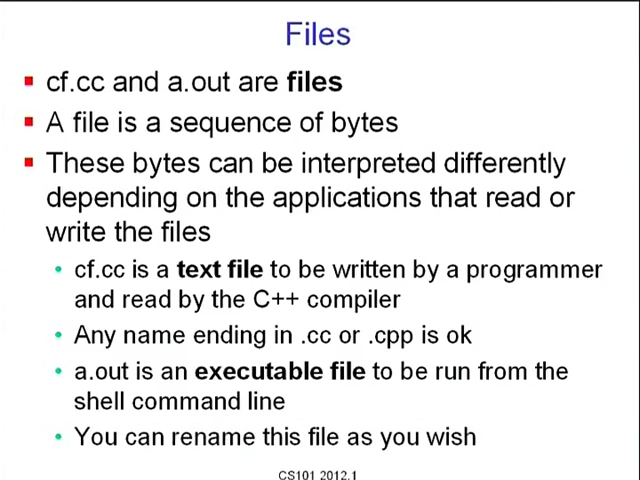 Files
cf.cc and a.out are files
A file is a sequence of bytes
These bytes can be interpreted differently
depending on the applications that read or
write the files
cf.cc is a text file to be written by a programmer
and read by the C++ compiler
Any name ending in .cc or .cpp is ok
a.out is an executable file to be run from the
shell command line
You can rename this file as you wish
CS101 2012.1